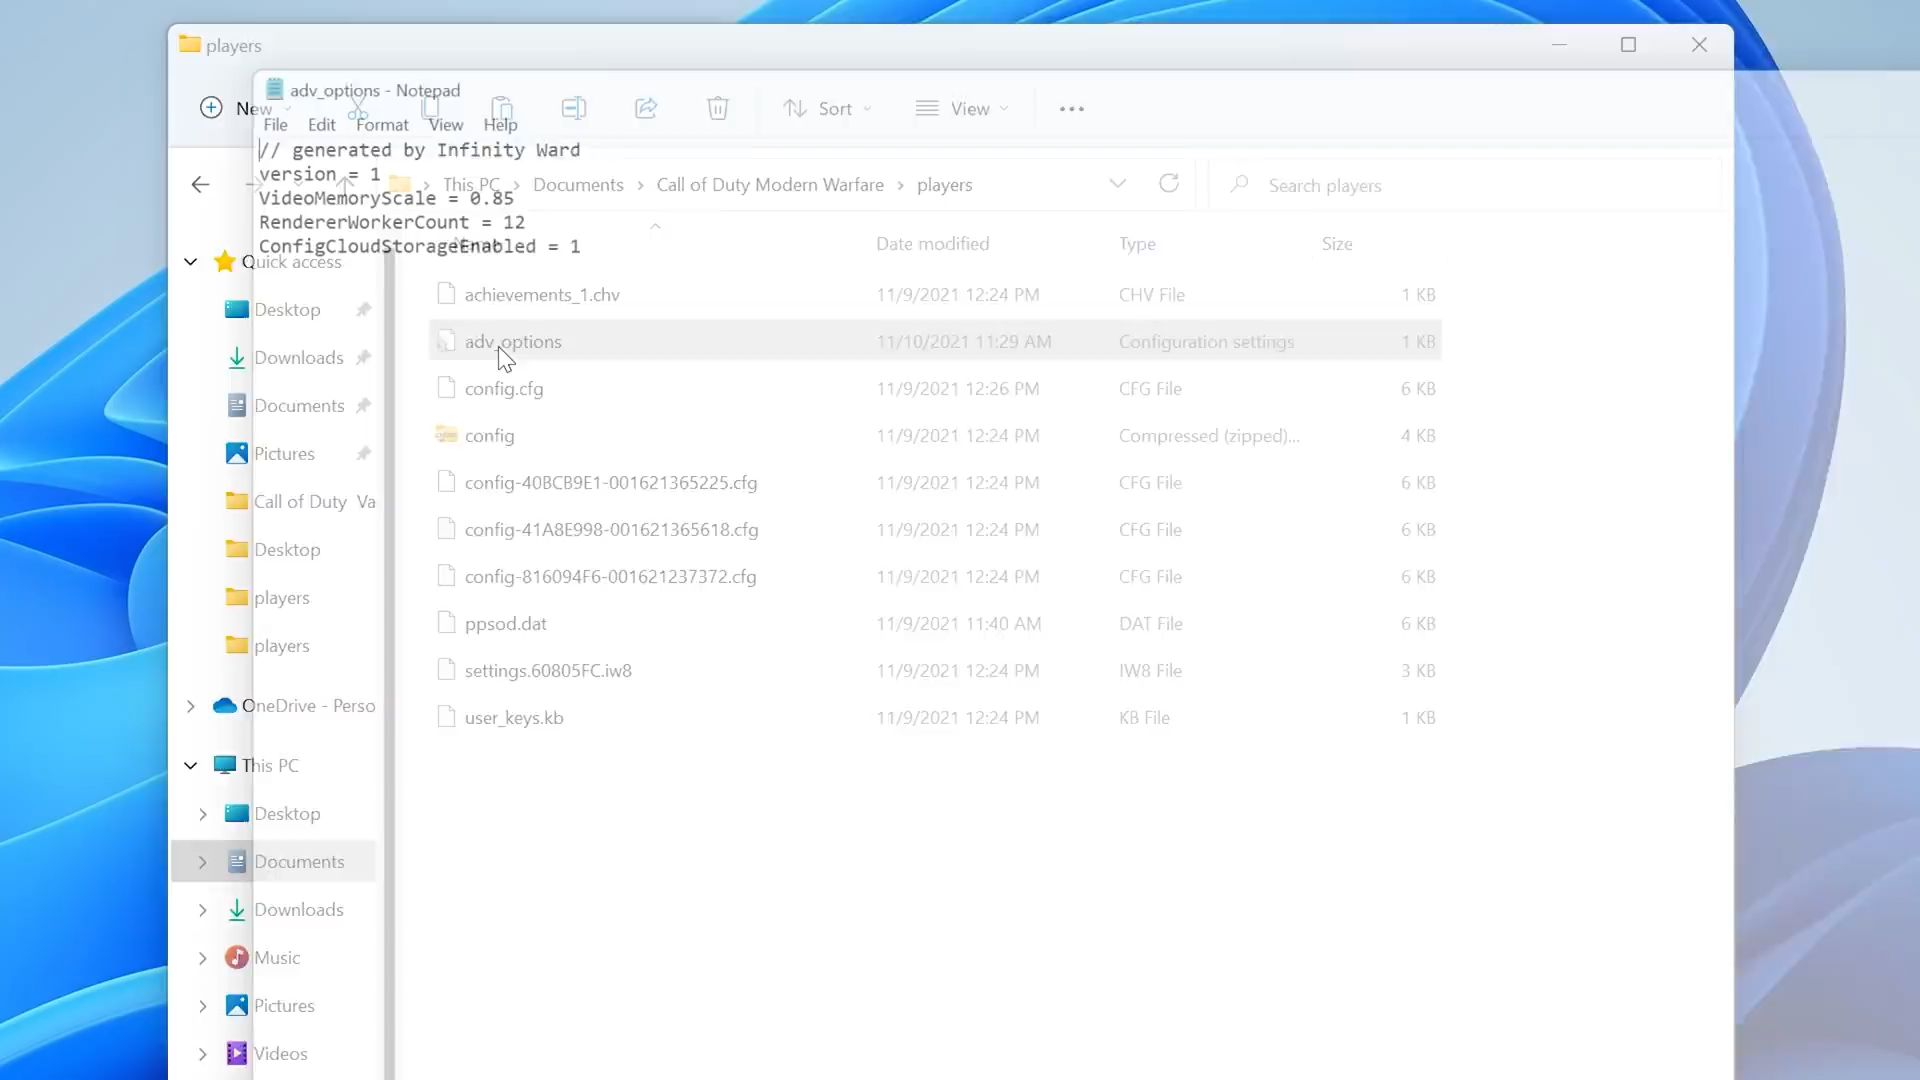 players
adv_options - Notepad
New
Sort
View
File Edit Format View Help
// generated by Infinity Ward
version = 1
This PC
Documents
Call of Duty Modern Warfare
players
Search players
VideoMemoryScale = 0.85
RendererWorkerCount = 12
ConfigCloudStorageEnabled = 1
Date modified Type Size
Quick access
Desktop
Downloads
Documents
Pictures
Call of Duty Va
Desktop
players
players
OneDrive - Perso
This PC
Desktop
Documents
Downloads
Music
Pictures
Videos
achievements_1.chv 11/9/2021 12:24 PM CHV File 1 KB
adv_options 11/10/2021 11:29 AM Configuration settings 1 KB
config.cfg 11/9/2021 12:26 PM CFG File 6 KB
config 11/9/2021 12:24 PM Compressed (zipped)... 4 KB
config-40BCB9E1-001621365225.cfg 11/9/2021 12:24 PM CFG File 6 KB
config-41A8E998-001621365618.cfg 11/9/2021 12:24 PM CFG File 6 KB
config-816094F6-001621237372.cfg 11/9/2021 12:24 PM CFG File 6 KB
ppsod.dat 11/9/2021 11:40 AM DAT File 6 KB
settings.60805FC.iw8 11/9/2021 12:24 PM IW8 File 3 KB
user_keys.kb 11/9/2021 12:24 PM KB File 1 KB